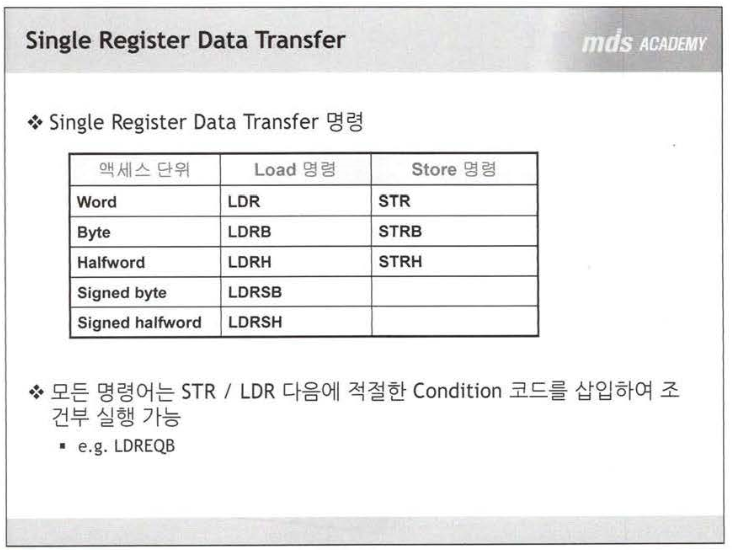 Single Register Data Transfer
mds ACADEMY
❖ Single Register Data Transfer 명령
액세스 단위 Load 명령 Store 명령
Word LDR STR
Byte LDRB STRB
Halfword LDRH STRH
Signed byte LDRSB
Signed halfword LDRSH
❖ 모든 명령어는 STR / LDR 다음에 적절한 Condition 코드를 삽입하여 조
건부 실행 가능
▪ e.g. LDREQB